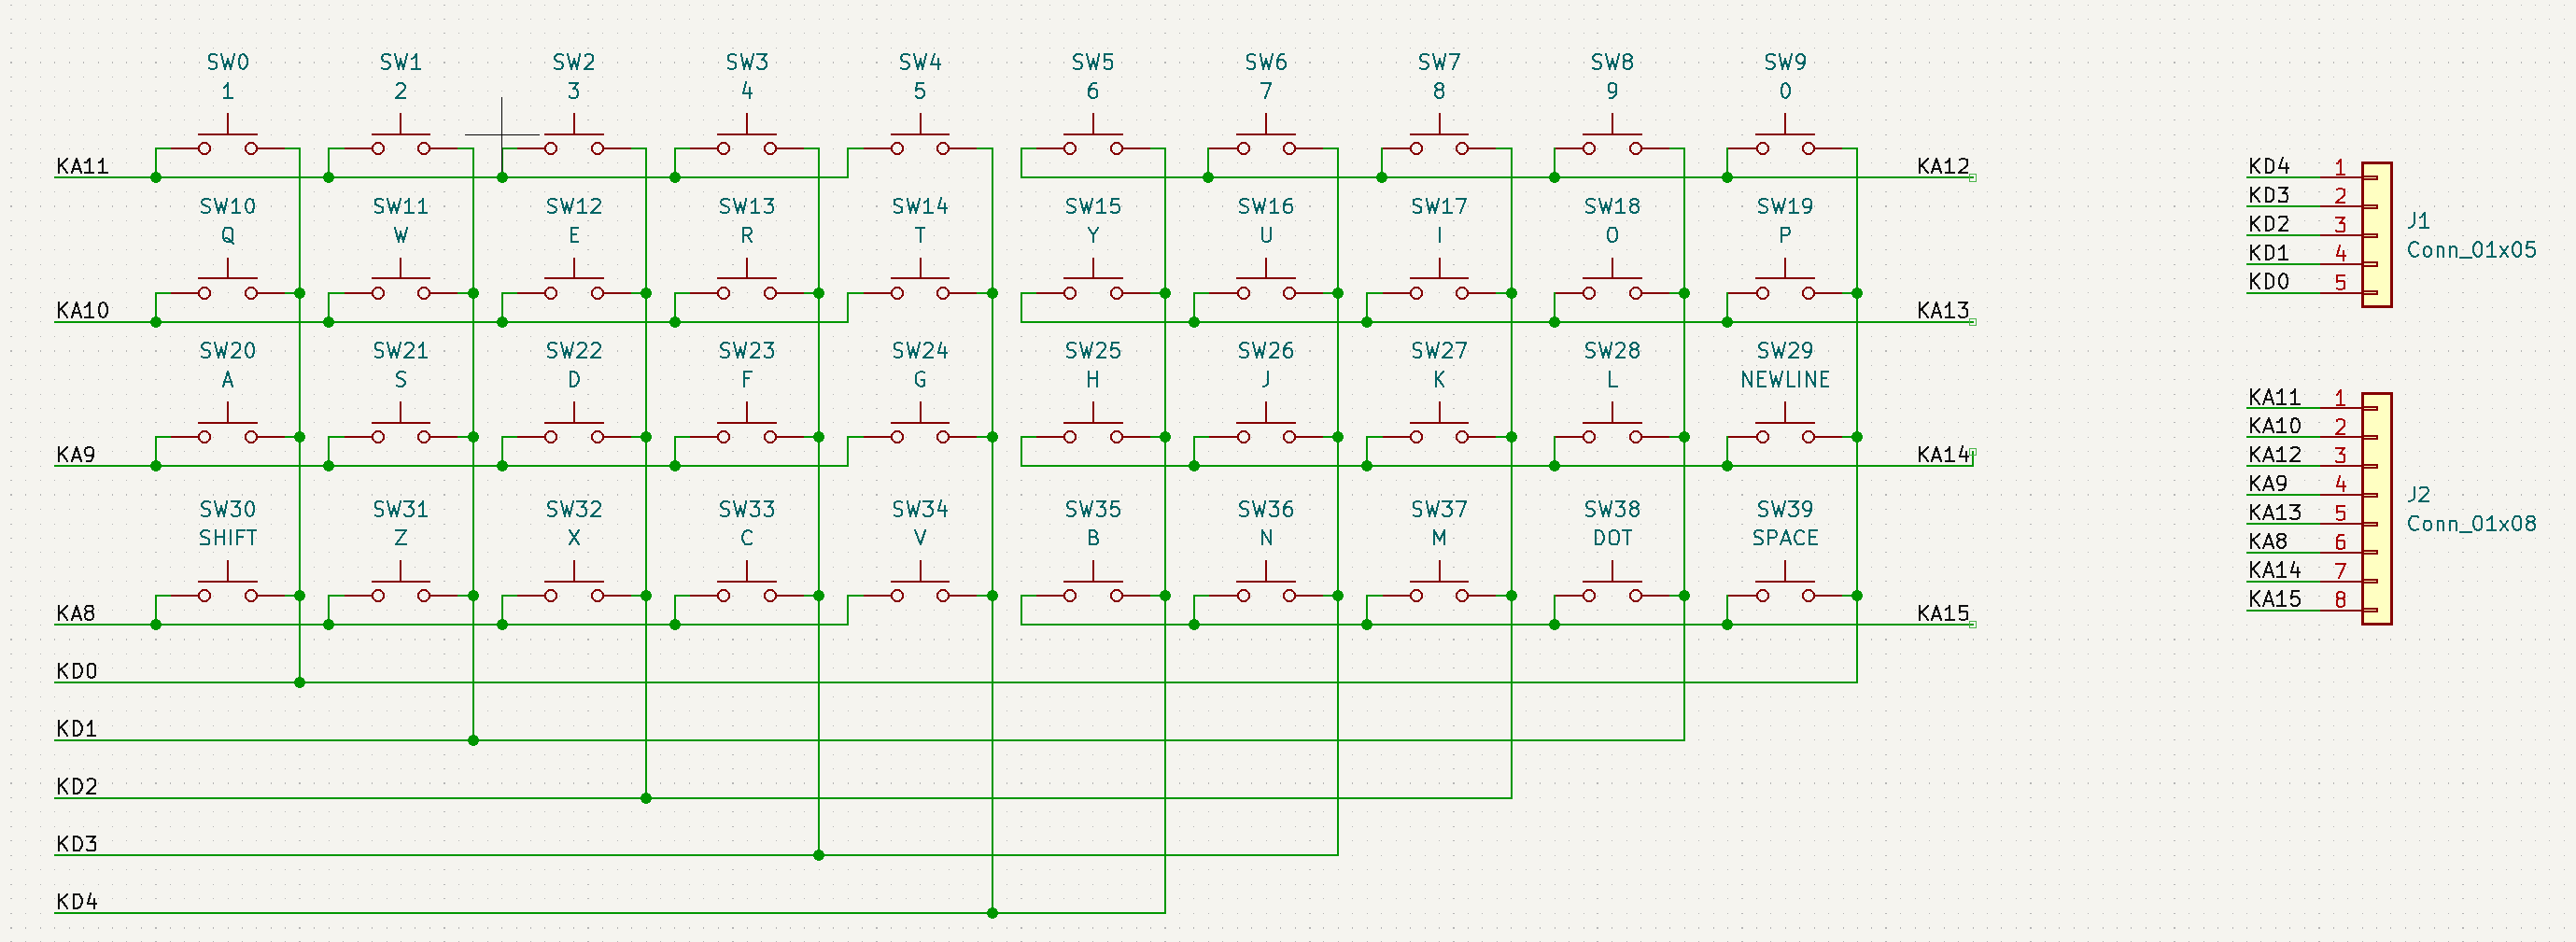 SW0 SW1 SW2 SW3 SW4 SW5 SW6 SW7 SW8 SW9
1 2 3 4 5 6 7 8 9 0
KA11 KA12
SW10 SW11 SW12 SW13 SW14 SW15 SW16 SW17 SW18 SW19
Q W E R T Y U I O P
KA10 KA13
SW20 SW21 SW22 SW23 SW24 SW25 SW26 SW27 SW28 SW29
A S D F G H J K L NEWLINE
KA9 KA14
SW30 SW31 SW32 SW33 SW34 SW35 SW36 SW37 SW38 SW39
SHIFT Z X C V B N M DOT SPACE
KA8 KA15
KD0
KD1
KD2
KD3
KD4
KD4 1
KD3 2
KD2 3
KD1 4
KD0 5
J1
Conn_01x05
KA11 1
KA10 2
KA12 3
KA9 4
KA13 5
KA8 6
KA14 7
KA15 8
J2
Conn_01x08